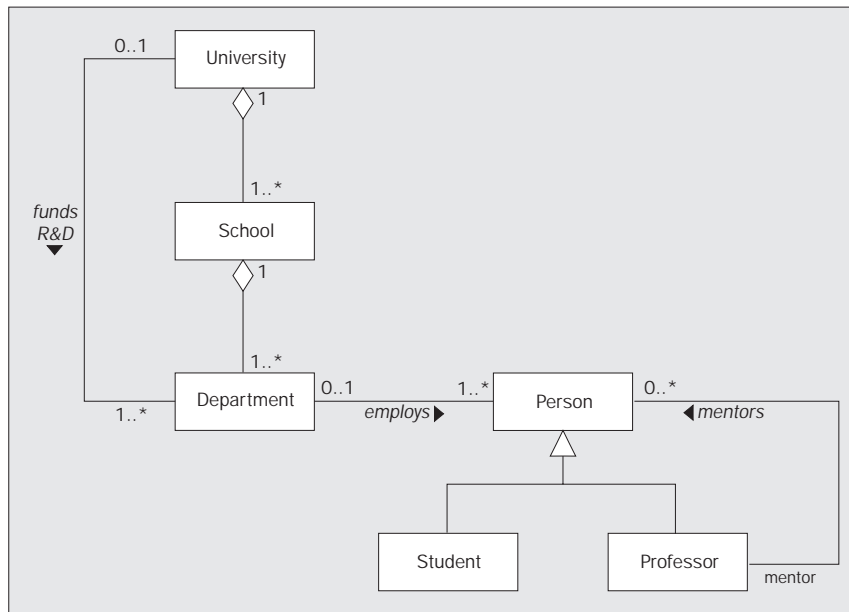 0..1
University
1
1..*
funds
R&D
School
1
1..*
Department
1..*
0..1
employs
1..*
Person
0..*
mentors
Student
Professor
mentor